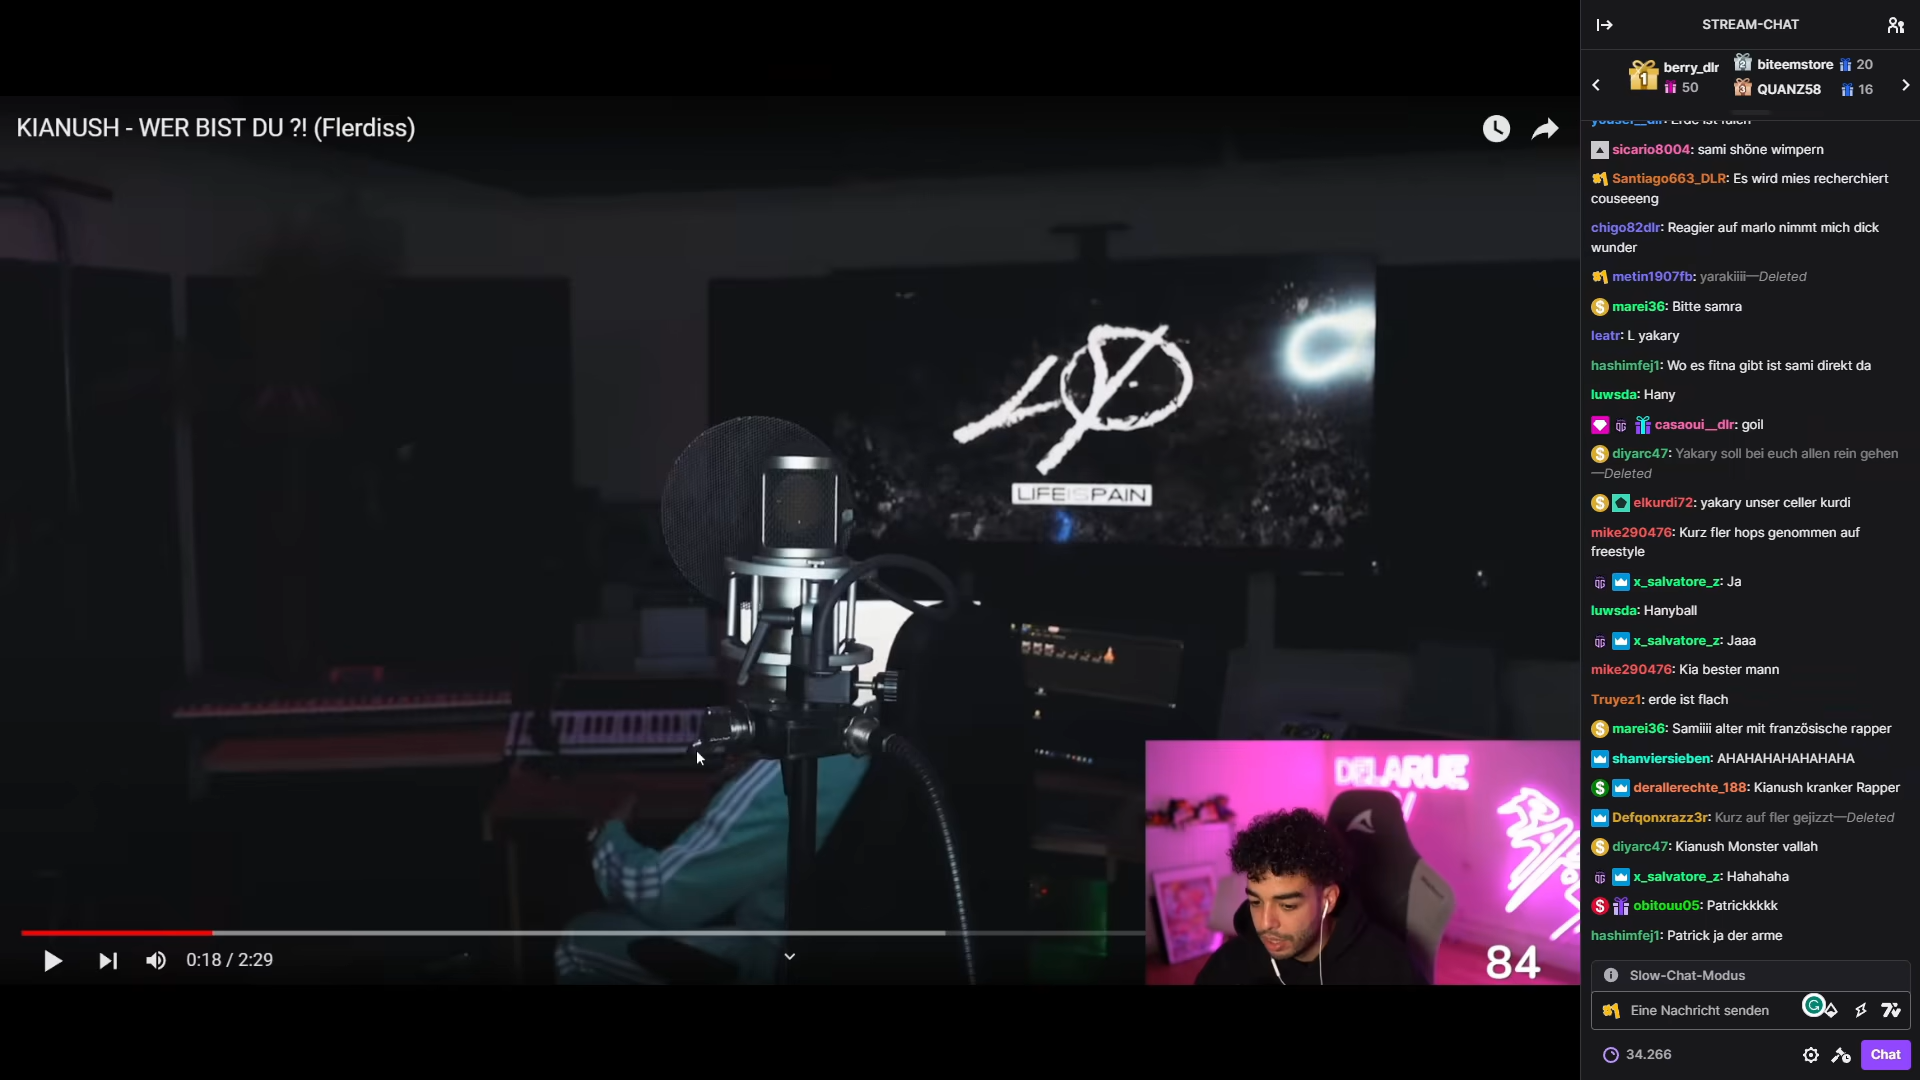 KIANUSH - WER BIST DU ?! (Flerdiss)
LIFEISPAIN
0:18 / 2:29
DELARUE
84
STREAM-CHAT
berry_dlr
50
biteemstore 20
QUANZ58 16
yousef__dlr: Erde ist falch
sicario8004: sami shöne wimpern
Santiago663_DLR: Es wird mies recherchiert
couseeeng
chigo82dlr: Reagier auf marlo nimmt mich dick
wunder
metin1907fb: yarakiiii—Deleted
marei36: Bitte samra
leatr: L yakary
hashimfej1: Wo es fitna gibt ist sami direkt da
luwsda: Hany
casaoui__dlr: goil
diyarc47: Yakary soll bei euch allen rein gehen
—Deleted
elkurdi72: yakary unser celler kurdi
mike290476: Kurz fler hops genommen auf
freestyle
x_salvatore_z: Ja
luwsda: Hanyball
x_salvatore_z: Jaaa
mike290476: Kia bester mann
Truyez1: erde ist flach
marei36: Samiiii alter mit französische rapper
shanviersieben: AHAHAHAHAHAHAHA
derallerechte_188: Kianush kranker Rapper
Defqonxrazz3r: Kurz auf fler gejizzt—Deleted
diyarc47: Kianush Monster vallah
x_salvatore_z: Hahahaha
obitouu05: Patrickkkkk
hashimfej1: Patrick ja der arme
Slow-Chat-Modus
Eine Nachricht senden
34.266
Chat